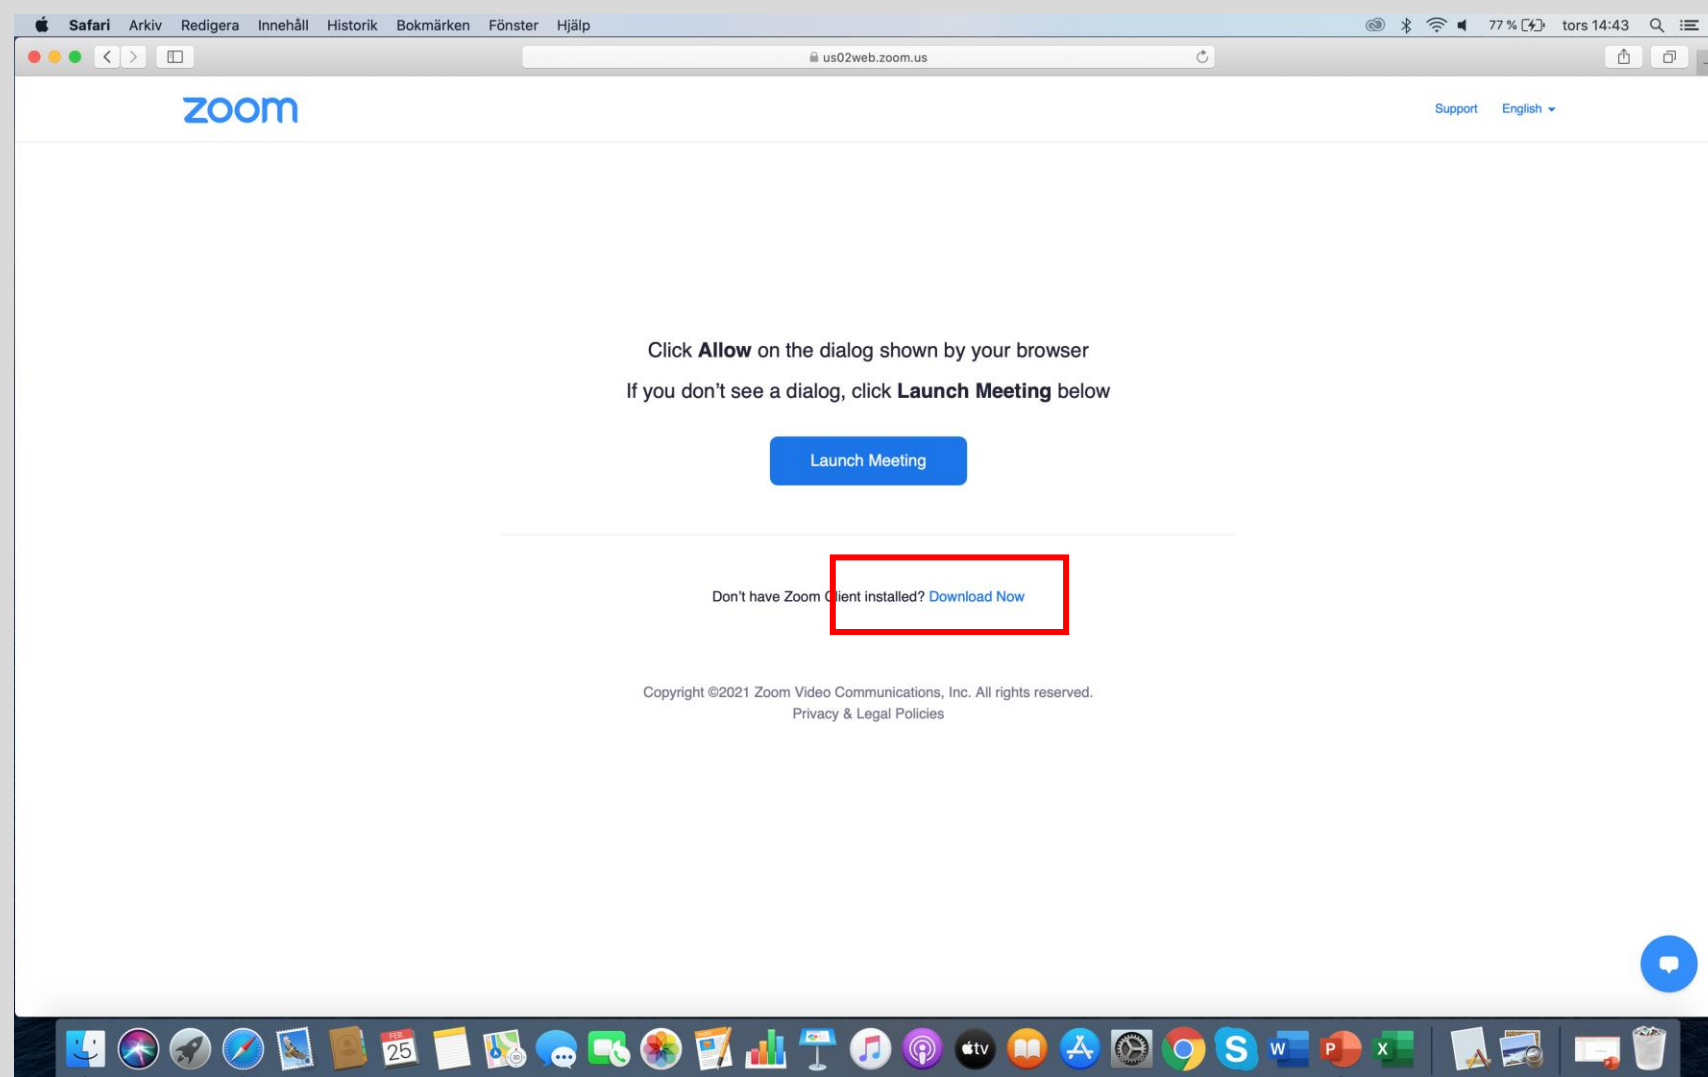 Safari Arkiv Redigera Innehåll Historik Bokmärken Fönster Hjälp 77 % tors 14:43
us02web.zoom.us
zoom
Support English
Click Allow on the dialog shown by your browser
If you don’t see a dialog, click Launch Meeting below
Launch Meeting
Don’t have Zoom Client installed? Download Now
Copyright ©2021 Zoom Video Communications, Inc. All rights reserved.
Privacy & Legal Policies
FEB.
25
tv
S
W
P
X